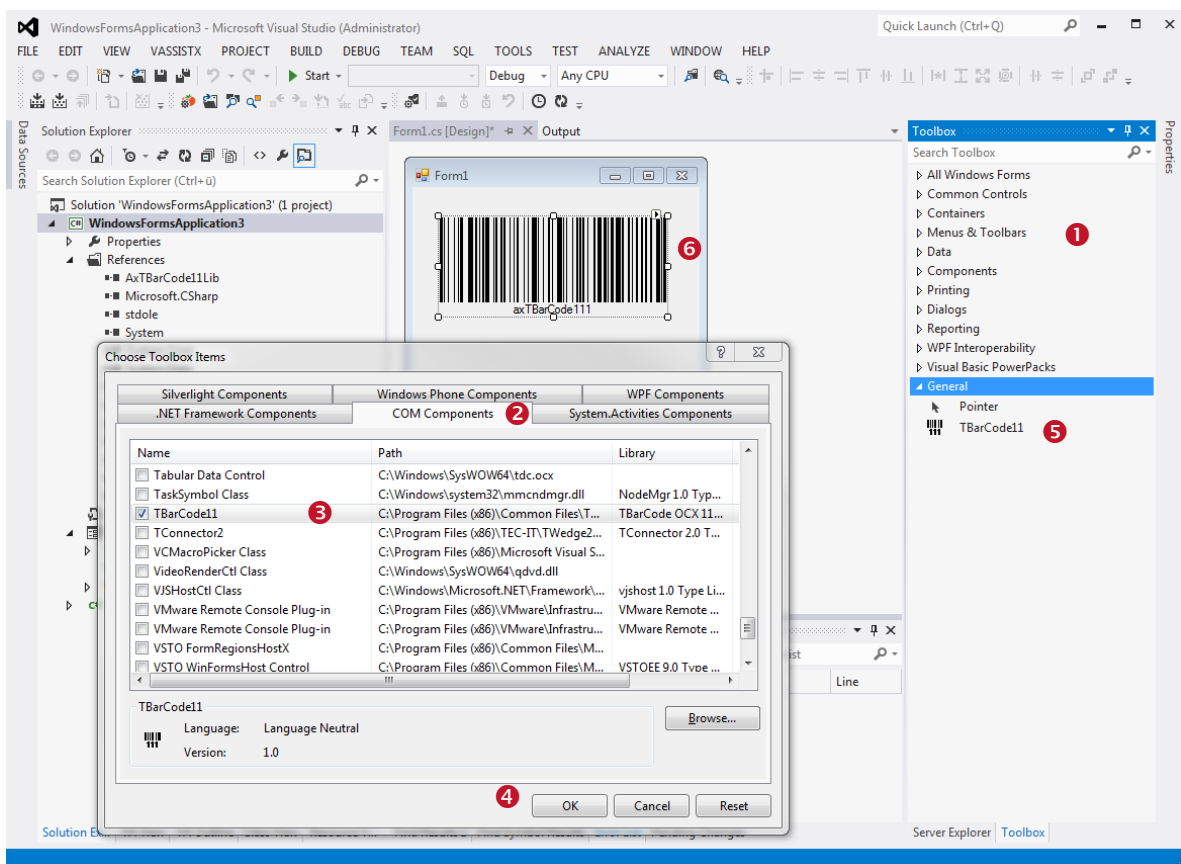 WindowsFormsApplication3 - Microsoft Visual Studio (Administrator)
Quick Launch (Ctrl+Q)
FILE EDIT VIEW VASSISTX PROJECT BUILD DEBUG TEAM SQL TOOLS TEST ANALYZE WINDOW HELP
Start Debug Any CPU
Data Sources
Solution Explorer
Search Solution Explorer (Ctrl+ü)
Solution 'WindowsFormsApplication3' (1 project)
C# WindowsFormsApplication3
Properties
References
AxTBarCode11Lib
Microsoft.CSharp
stdole
System
Form1.cs [Design]* Output
Form1
axTBarCode111
6
Toolbox
Search Toolbox
All Windows Forms
Common Controls
Containers
Menus & Toolbars
1
Data
Components
Printing
Dialogs
Reporting
WPF Interoperability
Visual Basic PowerPacks
General
Pointer
TBarCode11
5
Properties
Choose Toolbox Items
Silverlight Components Windows Phone Components WPF Components
.NET Framework Components COM Components 2 System.Activities Components
Name Path Library
Tabular Data Control C:\Windows\SysWOW64\tdc.ocx
TaskSymbol Class C:\Windows\system32\mmcndmgr.dll NodeMgr 1.0 Typ...
TBarCode11 3 C:\Program Files (x86)\Common Files\T... TBarCode OCX 11...
TConnector2 C:\Program Files (x86)\TEC-IT\TWedge2... TConnector 2.0 T...
VCMacroPicker Class C:\Program Files (x86)\Microsoft Visual S...
VideoRenderCtl Class C:\Windows\SysWOW64\qdvd.dll
VJSHostCtl Class C:\Windows\Microsoft.NET\Framework\... vjshost 1.0 Type Li...
VMware Remote Console Plug-in C:\Program Files (x86)\VMware\Infrastru... VMware Remote ...
VMware Remote Console Plug-in C:\Program Files (x86)\VMware\Infrastru... VMware Remote ...
VSTO FormRegionsHostX C:\Program Files (x86)\Common Files\M...
VSTO WinFormsHost Control C:\Program Files (x86)\Common Files\M... VSTOEE 9.0 Type ...
TBarCode11
111
Language: Language Neutral
Version: 1.0
Browse...
4
OK Cancel Reset
Line
Solution
Server Explorer Toolbox